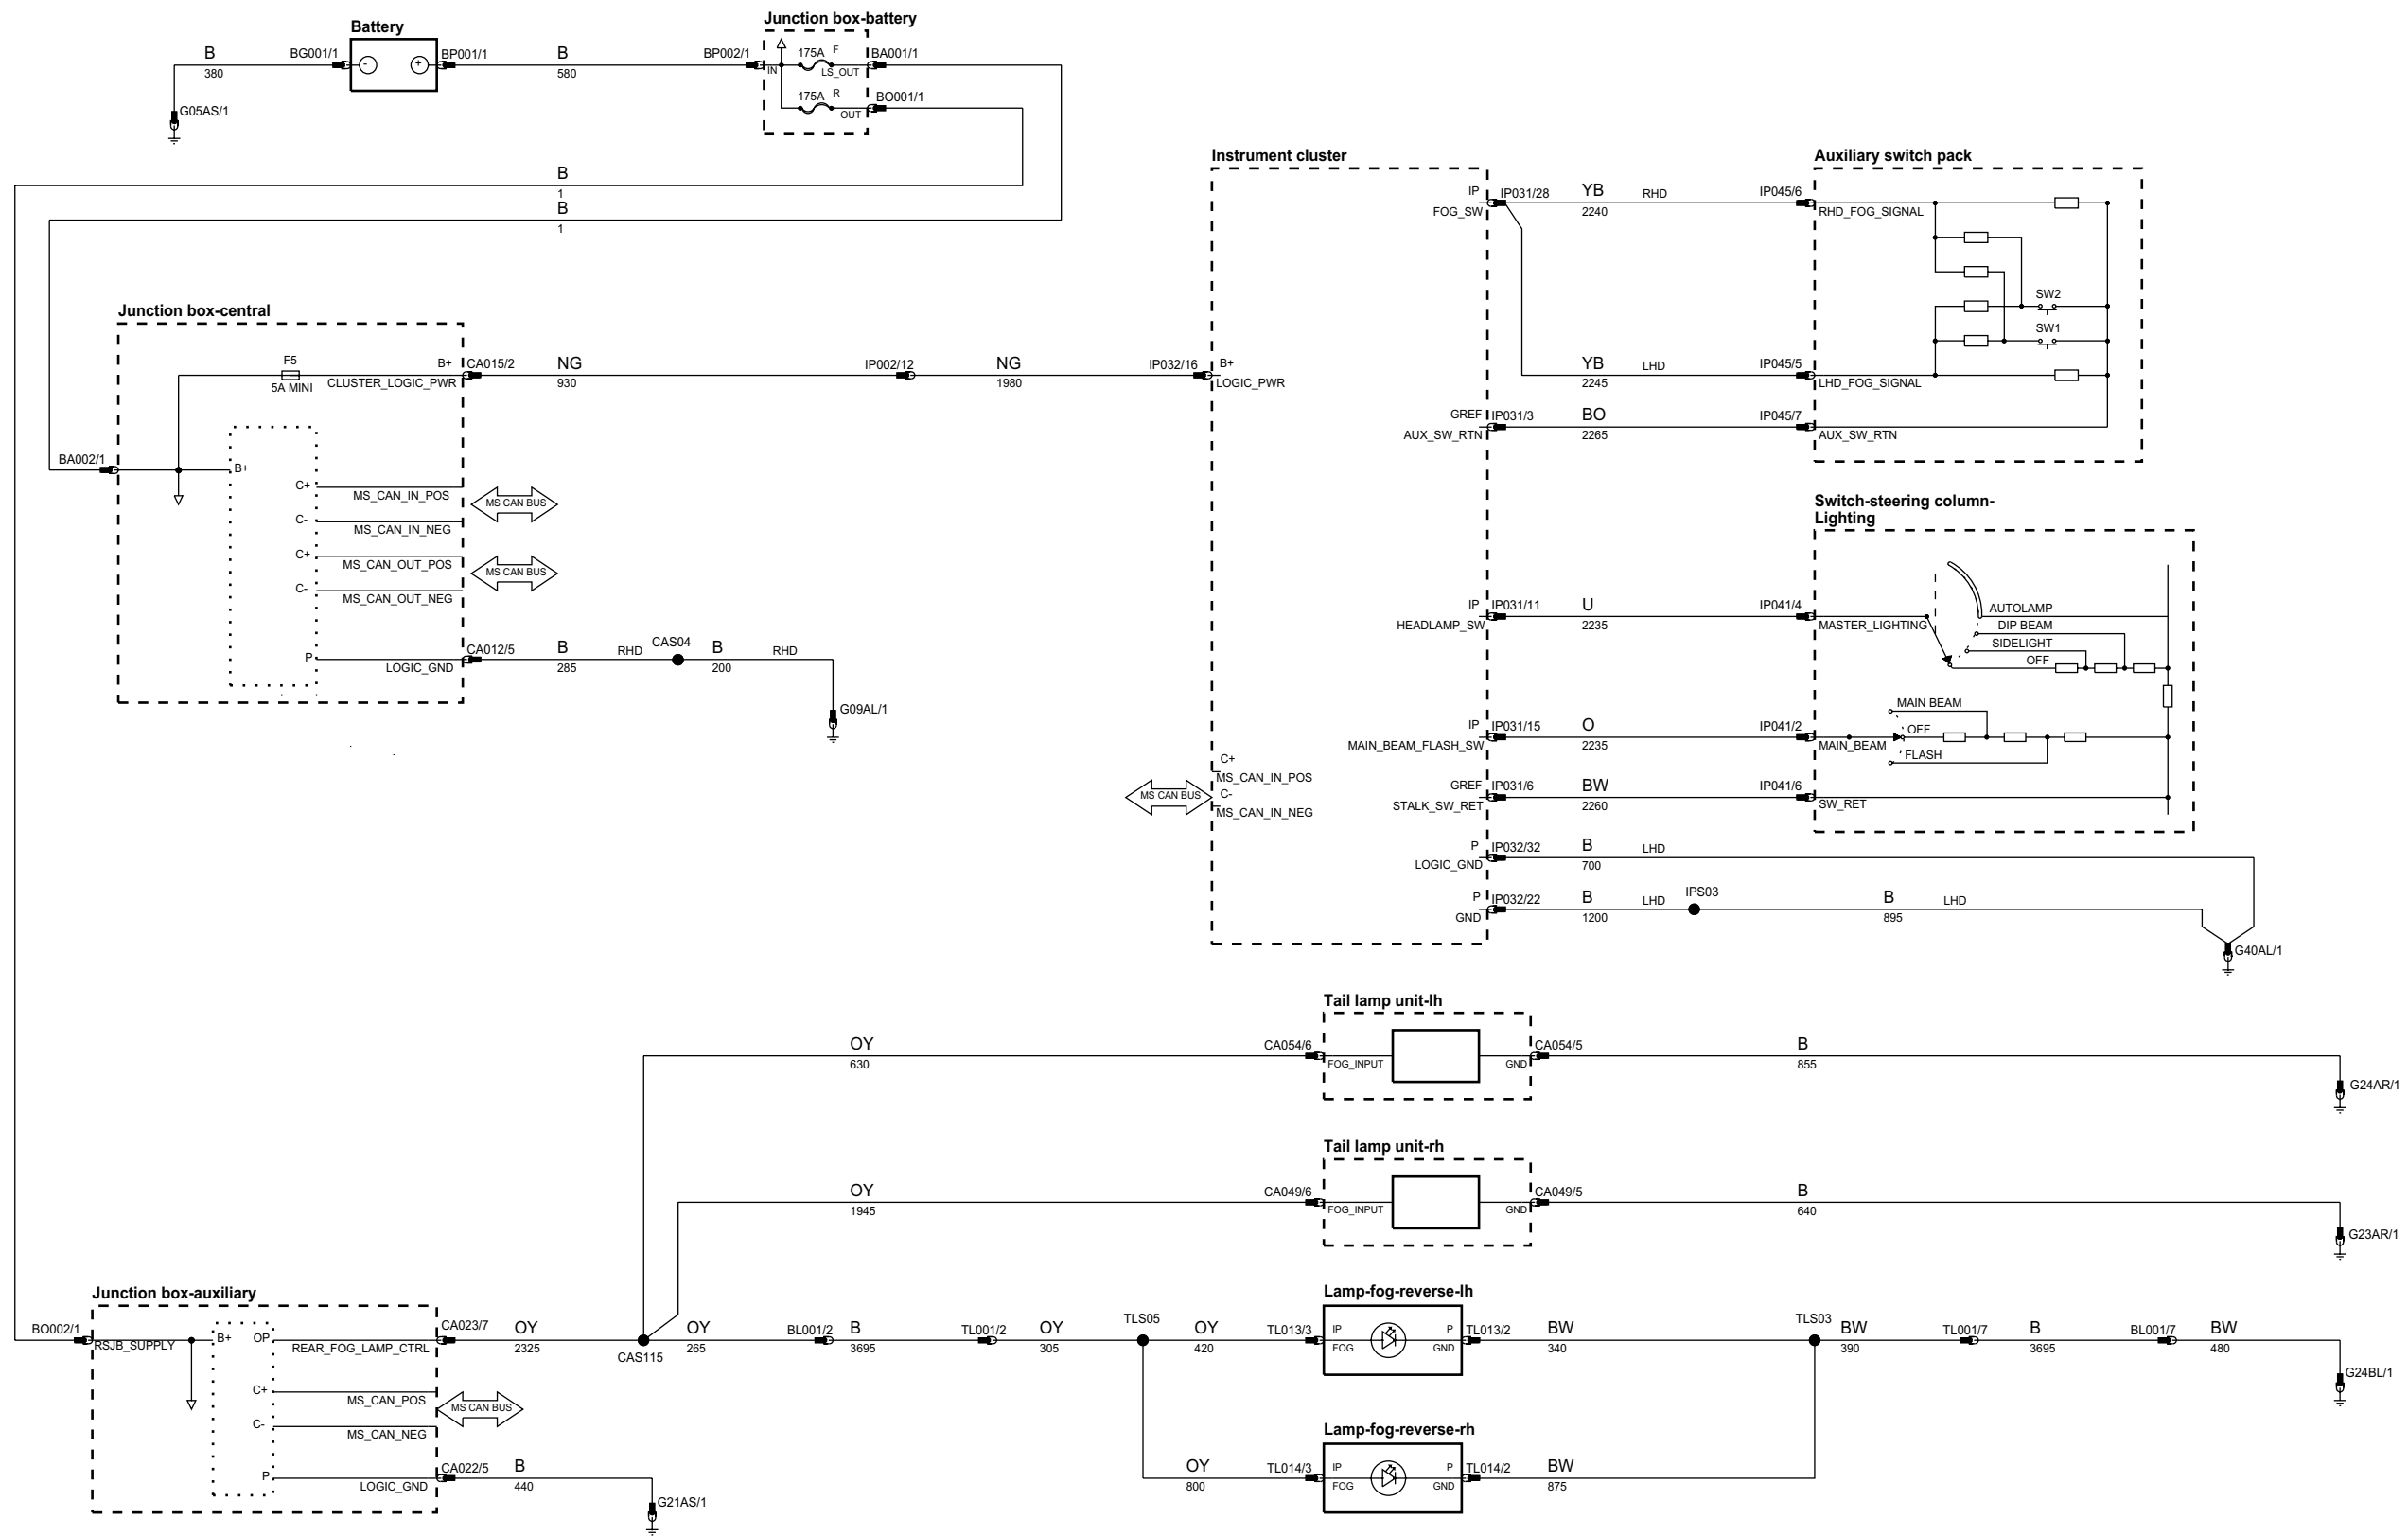 Battery
Junction box-battery
B
380
BG001/1
-
+
BP001/1
B
580
BP002/1
IN
175A
F
LS_OUT
BA001/1
175A
R
OUT
BO001/1
G05AS/1
B
1
B
1
Instrument cluster
Auxiliary switch pack
IP
FOG_SW
IP031/28
YB
2240
RHD
IP045/6
RHD_FOG_SIGNAL
SW2
SW1
YB
2245
LHD
IP045/5
LHD_FOG_SIGNAL
GREF
AUX_SW_RTN
IP031/3
BO
2265
IP045/7
AUX_SW_RTN
Junction box-central
F5
5A MINI
B+
CLUSTER_LOGIC_PWR
CA015/2
NG
930
IP002/12
NG
1980
IP032/16
B+
LOGIC_PWR
BA002/1
B+
C+
MS_CAN_IN_POS
C-
MS_CAN_IN_NEG
MS CAN BUS
C+
MS_CAN_OUT_POS
C-
MS_CAN_OUT_NEG
MS CAN BUS
P
LOGIC_GND
CA012/5
B
285
RHD
CAS04
B
200
RHD
G09AL/1
Switch-steering column-
Lighting
IP
HEADLAMP_SW
IP031/11
U
2235
IP041/4
MASTER_LIGHTING
AUTOLAMP
DIP BEAM
SIDELIGHT
OFF
IP
MAIN_BEAM_FLASH_SW
IP031/15
O
2235
IP041/2
MAIN_BEAM
MAIN BEAM
OFF
FLASH
C+
MS_CAN_IN_POS
C-
MS_CAN_IN_NEG
MS CAN BUS
GREF
STALK_SW_RET
IP031/6
BW
2260
IP041/6
SW_RET
P
LOGIC_GND
IP032/32
B
700
LHD
P
GND
IP032/22
B
1200
LHD
IPS03
B
895
LHD
G40AL/1
Tail lamp unit-lh
OY
630
CA054/6
FOG_INPUT
GND
CA054/5
B
855
G24AR/1
Tail lamp unit-rh
OY
1945
CA049/6
FOG_INPUT
GND
CA049/5
B
640
G23AR/1
Junction box-auxiliary
BO002/1
RSJB_SUPPLY
B+
OP
REAR_FOG_LAMP_CTRL
CA023/7
OY
2325
CAS115
OY
265
BL001/2
B
3695
TL001/2
OY
305
TLS05
OY
420
TL013/3
Lamp-fog-reverse-lh
IP
FOG
P
GND
TL013/2
BW
340
TLS03
BW
390
TL001/7
B
3695
BL001/7
BW
480
G24BL/1
C+
MS_CAN_POS
C-
MS_CAN_NEG
MS CAN BUS
P
LOGIC_GND
CA022/5
B
440
G21AS/1
OY
800
TL014/3
Lamp-fog-reverse-rh
IP
FOG
P
GND
TL014/2
BW
875